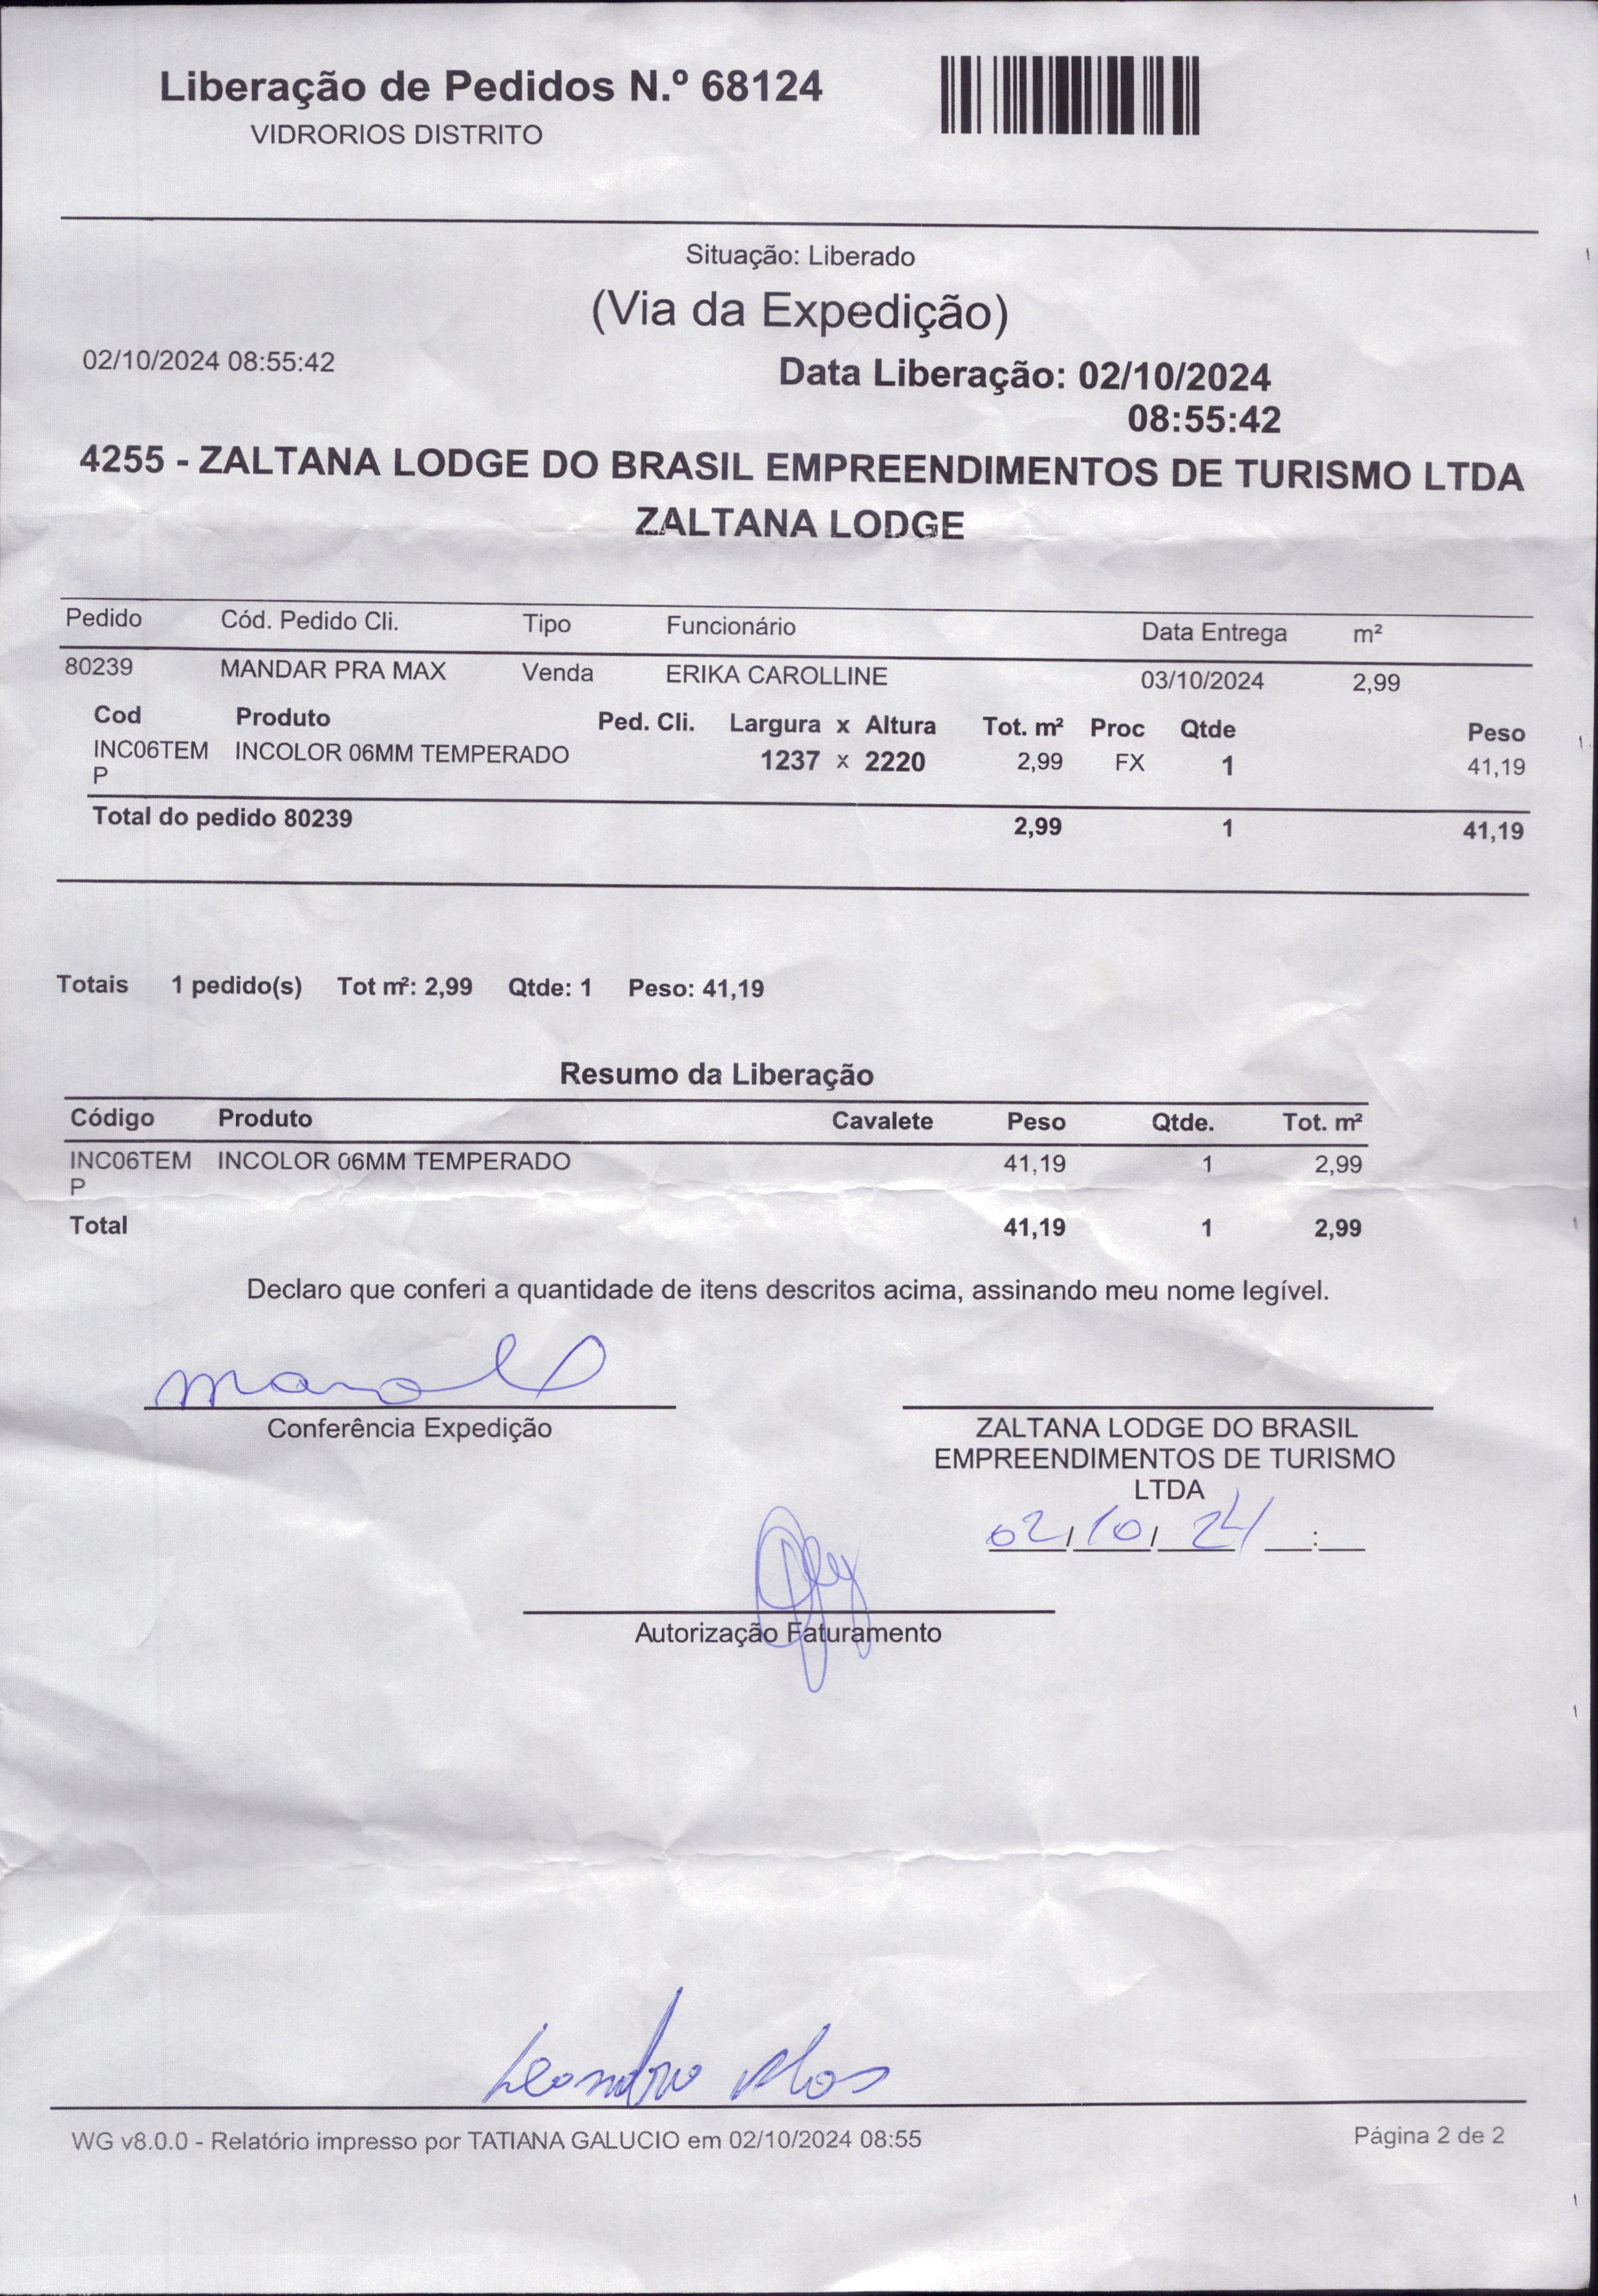 Liberação de Pedidos N.º 68124
VIDRORIOS DISTRITO
Situação: Liberado
(Via da Expedição)
02/10/2024 08:55:42
Data Liberação: 02/10/2024
08:55:42
4255 - ZALTANA LODGE DO BRASIL EMPREENDIMENTOS DE TURISMO LTDA
ZALTANA LODGE
Pedido Cód. Pedido Cli. Tipo Funcionário Data Entrega m²
80239 MANDAR PRA MAX Venda ERIKA CAROLLINE 03/10/2024 2,99
Cod Produto Ped. Cli. Largura x Altura Tot. m² Proc Qtde Peso
INC06TEM INCOLOR 06MM TEMPERADO 1237 x 2220 2,99 FX 1 41,19
P
Total do pedido 80239 2,99 1 41,19
Totais 1 pedido(s) Tot m²: 2,99 Qtde: 1 Peso: 41,19
Resumo da Liberação
Código Produto Cavalete Peso Qtde. Tot. m²
INC06TEM INCOLOR 06MM TEMPERADO 41,19 1 2,99
P
Total 41,19 1 2,99
Declaro que conferi a quantidade de itens descritos acima, assinando meu nome legível.
Conferência Expedição
ZALTANA LODGE DO BRASIL
EMPREENDIMENTOS DE TURISMO
LTDA
02/10/24 __:__
Autorização Faturamento
Leandro
WG v8.0.0 - Relatório impresso por TATIANA GALUCIO em 02/10/2024 08:55 Página 2 de 2